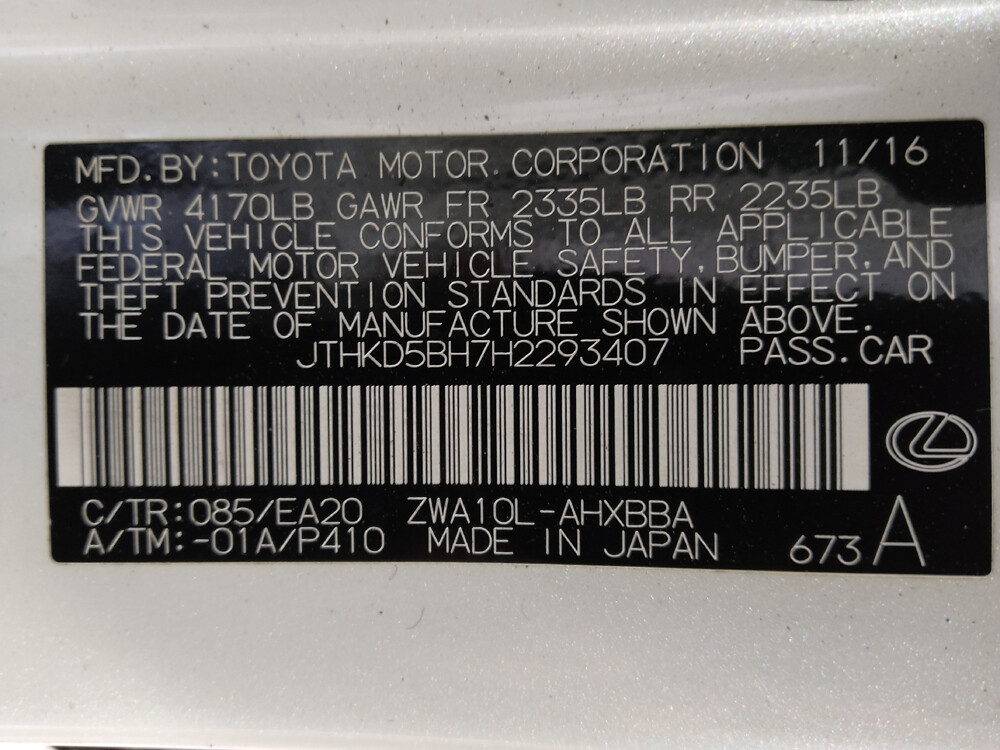 MFD.BY:TOYOTA MOTOR CORPORATION 11/16
GVWR 4170LB GAWR FR 2335LB RR 2235LB
THIS VEHICLE CONFORMS TO ALL APPLICABLE
FEDERAL MOTOR VEHICLE SAFETY, BUMPER, AND
THEFT PREVENTION STANDARDS IN EFFECT ON
THE DATE OF MANUFACTURE SHOWN ABOVE.
JTHKD5BH7H2293407 PASS.CAR
C/TR:085/EA20 ZWA10L-AHXBBA
A/TM:-01A/P410 MADE IN JAPAN 673 A